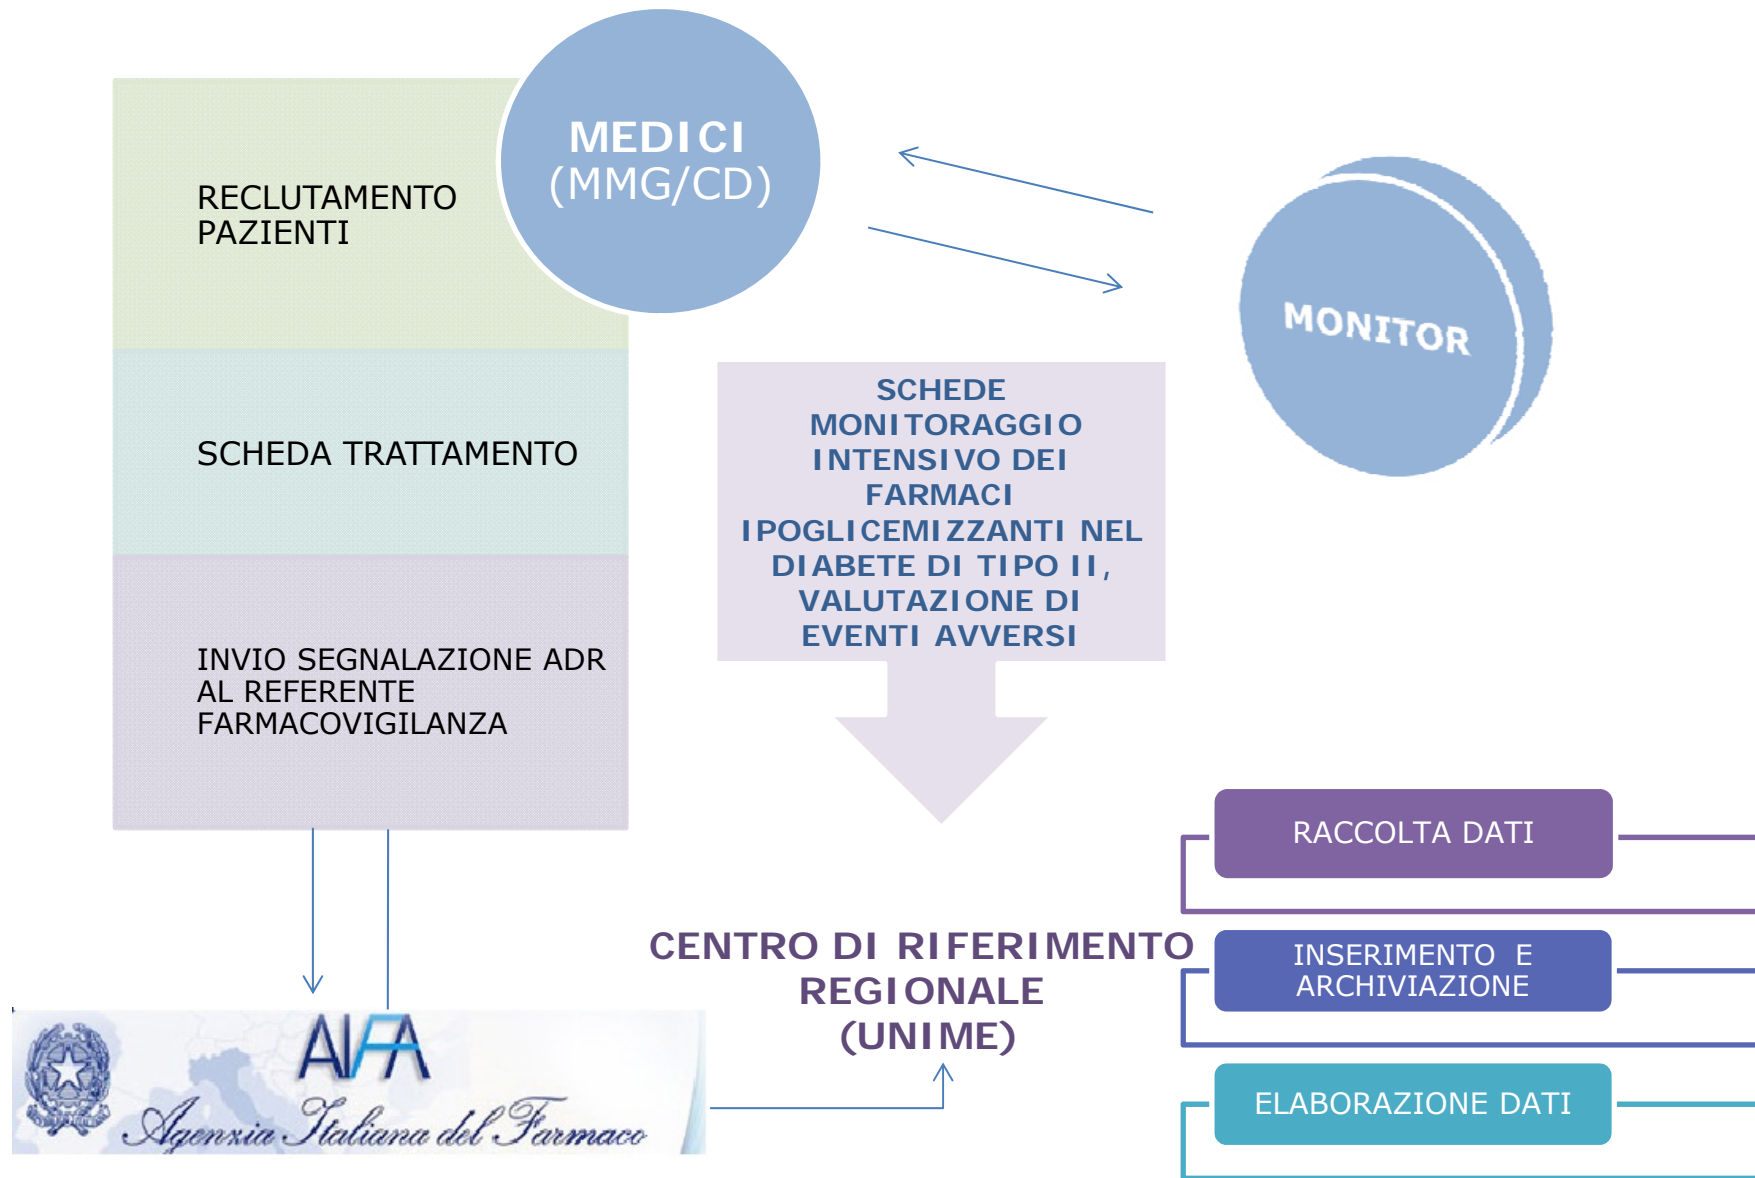 MEDICI
(MMG/CD)
RECLUTAMENTO
PAZIENTI
SCHEDA TRATTAMENTO
INVIO SEGNALAZIONE ADR
AL REFERENTE
FARMACOVIGILANZA
MONITOR
SCHEDE
MONITORAGGIO
INTENSIVO DEI
FARMACI
IPOGLICEMIZZANTI NEL
DIABETE DI TIPO II,
VALUTAZIONE DI
EVENTI AVVERSI
CENTRO DI RIFERIMENTO
REGIONALE
(UNIME)
RACCOLTA DATI
INSERIMENTO E
ARCHIVIAZIONE
ELABORAZIONE DATI
AIFA
Agenzia Italiana del Farmaco